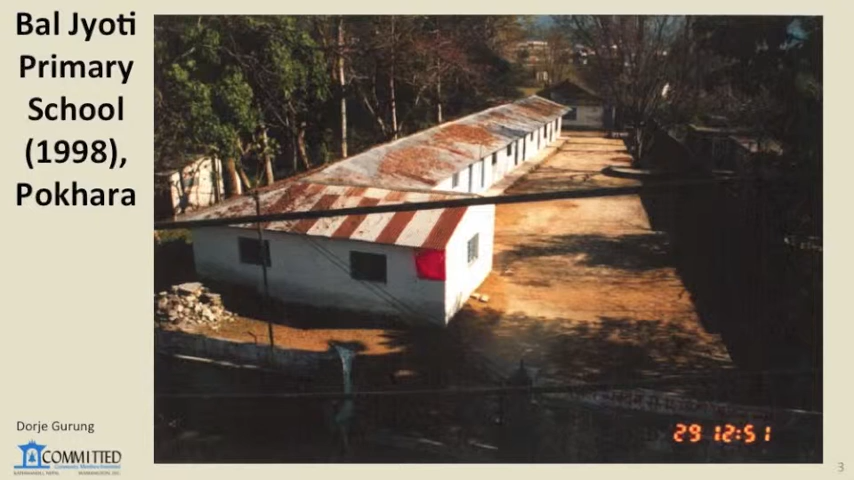 Bal Jyoti
Primary
School
(1998),
Pokhara
29 12:51
Dorje Gurung
COMMITTED
3